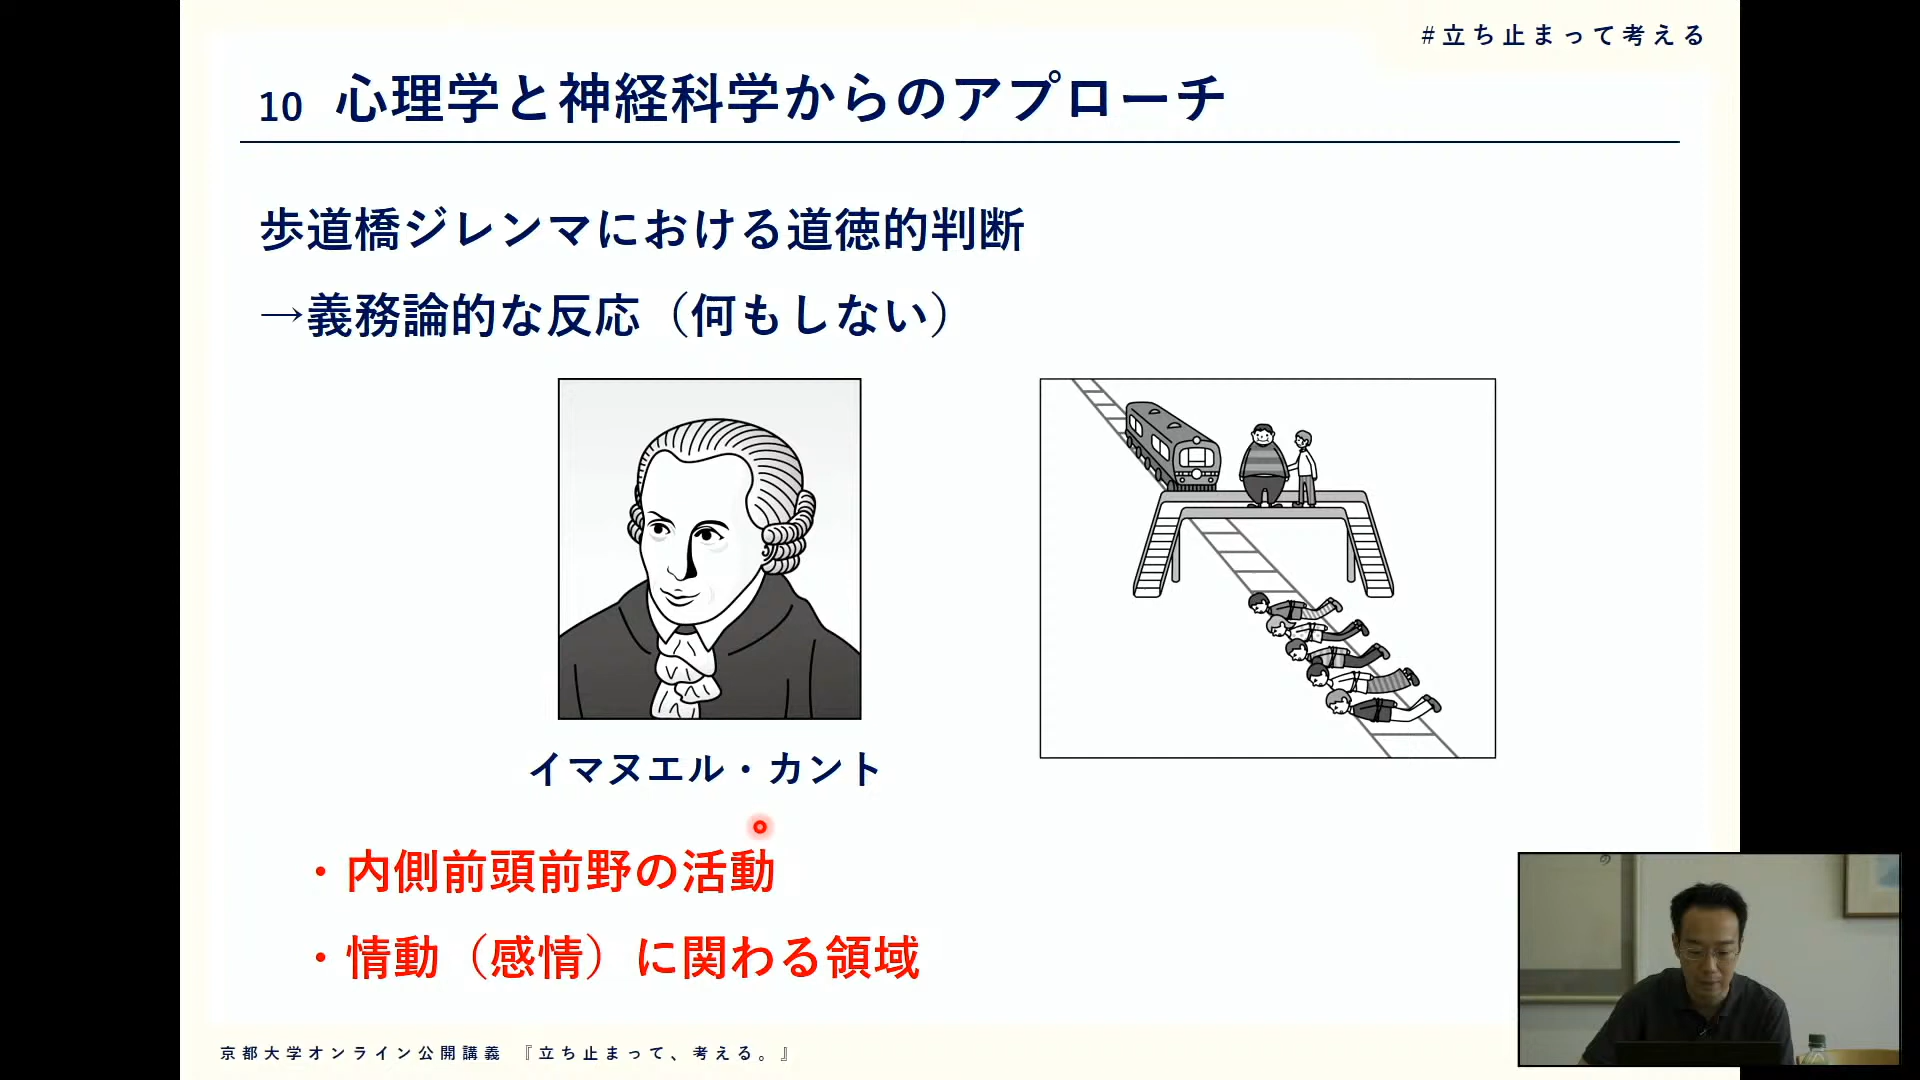 #立ち止まって考える
10 心理学と神経科学からのアプローチ
歩道橋ジレンマにおける道徳的判断
→義務論的な反応（何もしない）
イマヌエル・カント
・内側前頭前野の活動
・情動（感情）に関わる領域
の
京都大学オンライン公開講義 『立ち止まって、考える。』